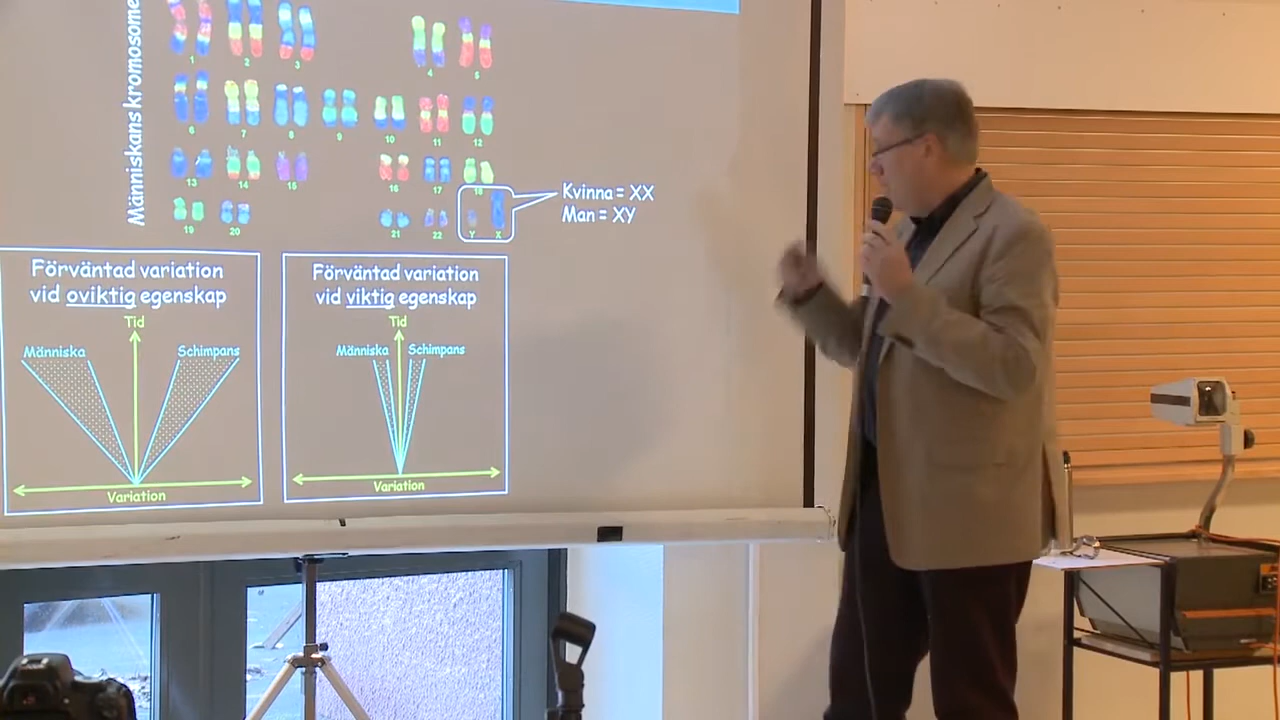 Människans kromosomer
1 2 3 4 5
6 7 8 9 10 11 12
13 14 15 16 17 18
19 20 21 22 Y X
Kvinna = XX
Man = XY
Förväntad variation
vid oviktig egenskap
Tid
Människa Schimpans
Variation
Förväntad variation
vid viktig egenskap
Tid
Människa Schimpans
Variation